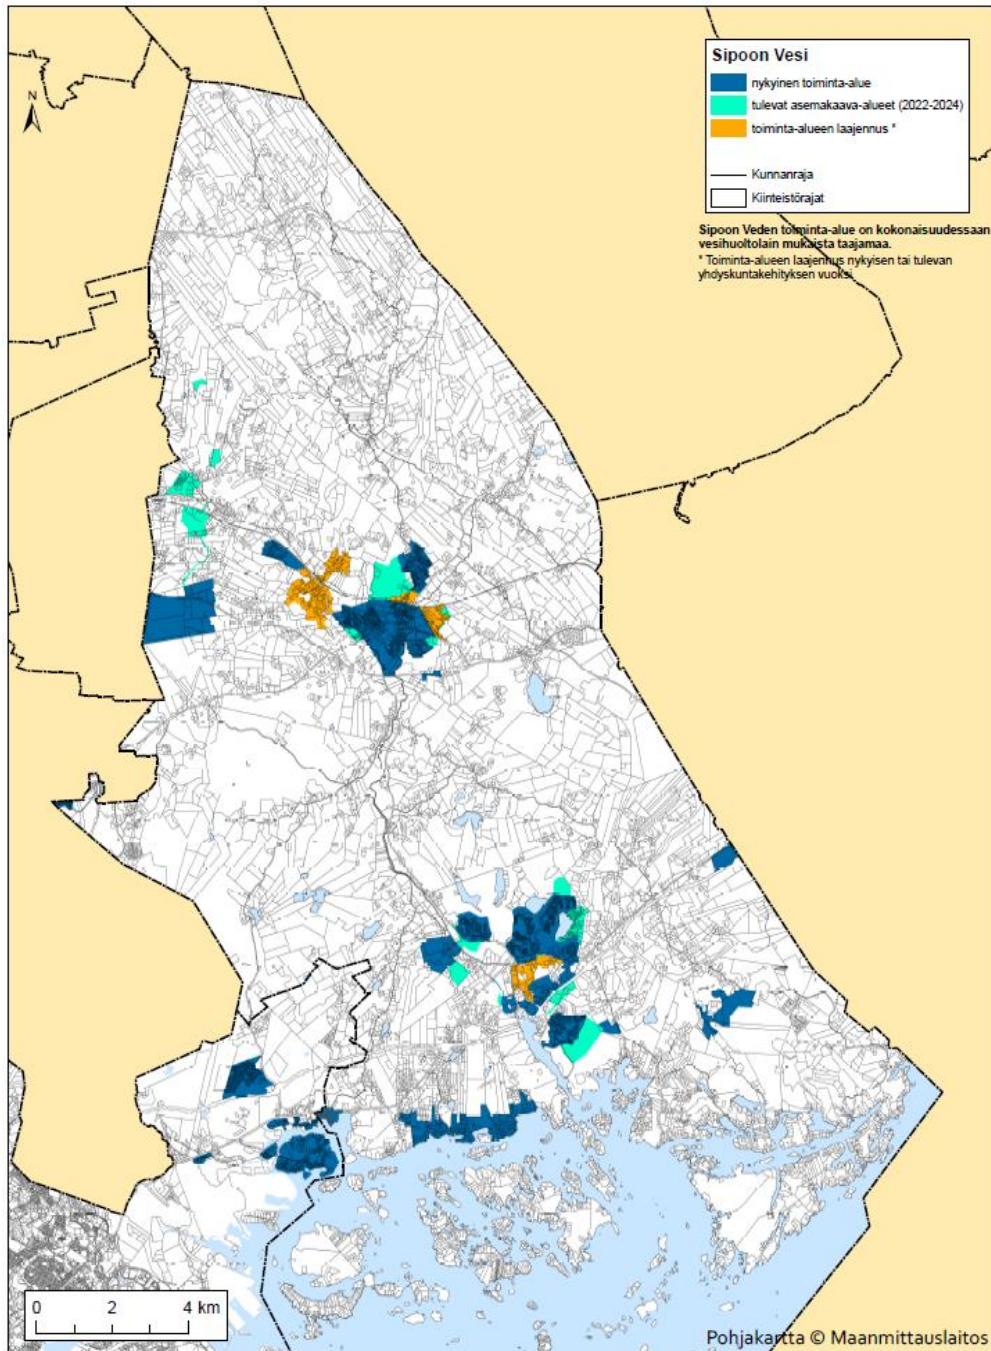 Sipoon Vesi
nykyinen toiminta-alue
tulevat asemakaava-alueet (2022-2024)
toiminta-alueen laajennus *
Kunnanraja
Kiinteistörajat
Sipoon Veden toiminta-alue on kokonaisuudessaan
vesihuoltolain mukaista taajamaa.
* Toiminta-alueen laajennus nykyisen tai tulevan
yhdyskuntakehityksen vuoksi.
N
0 2 4 km
Pohjakartta © Maanmittauslaitos